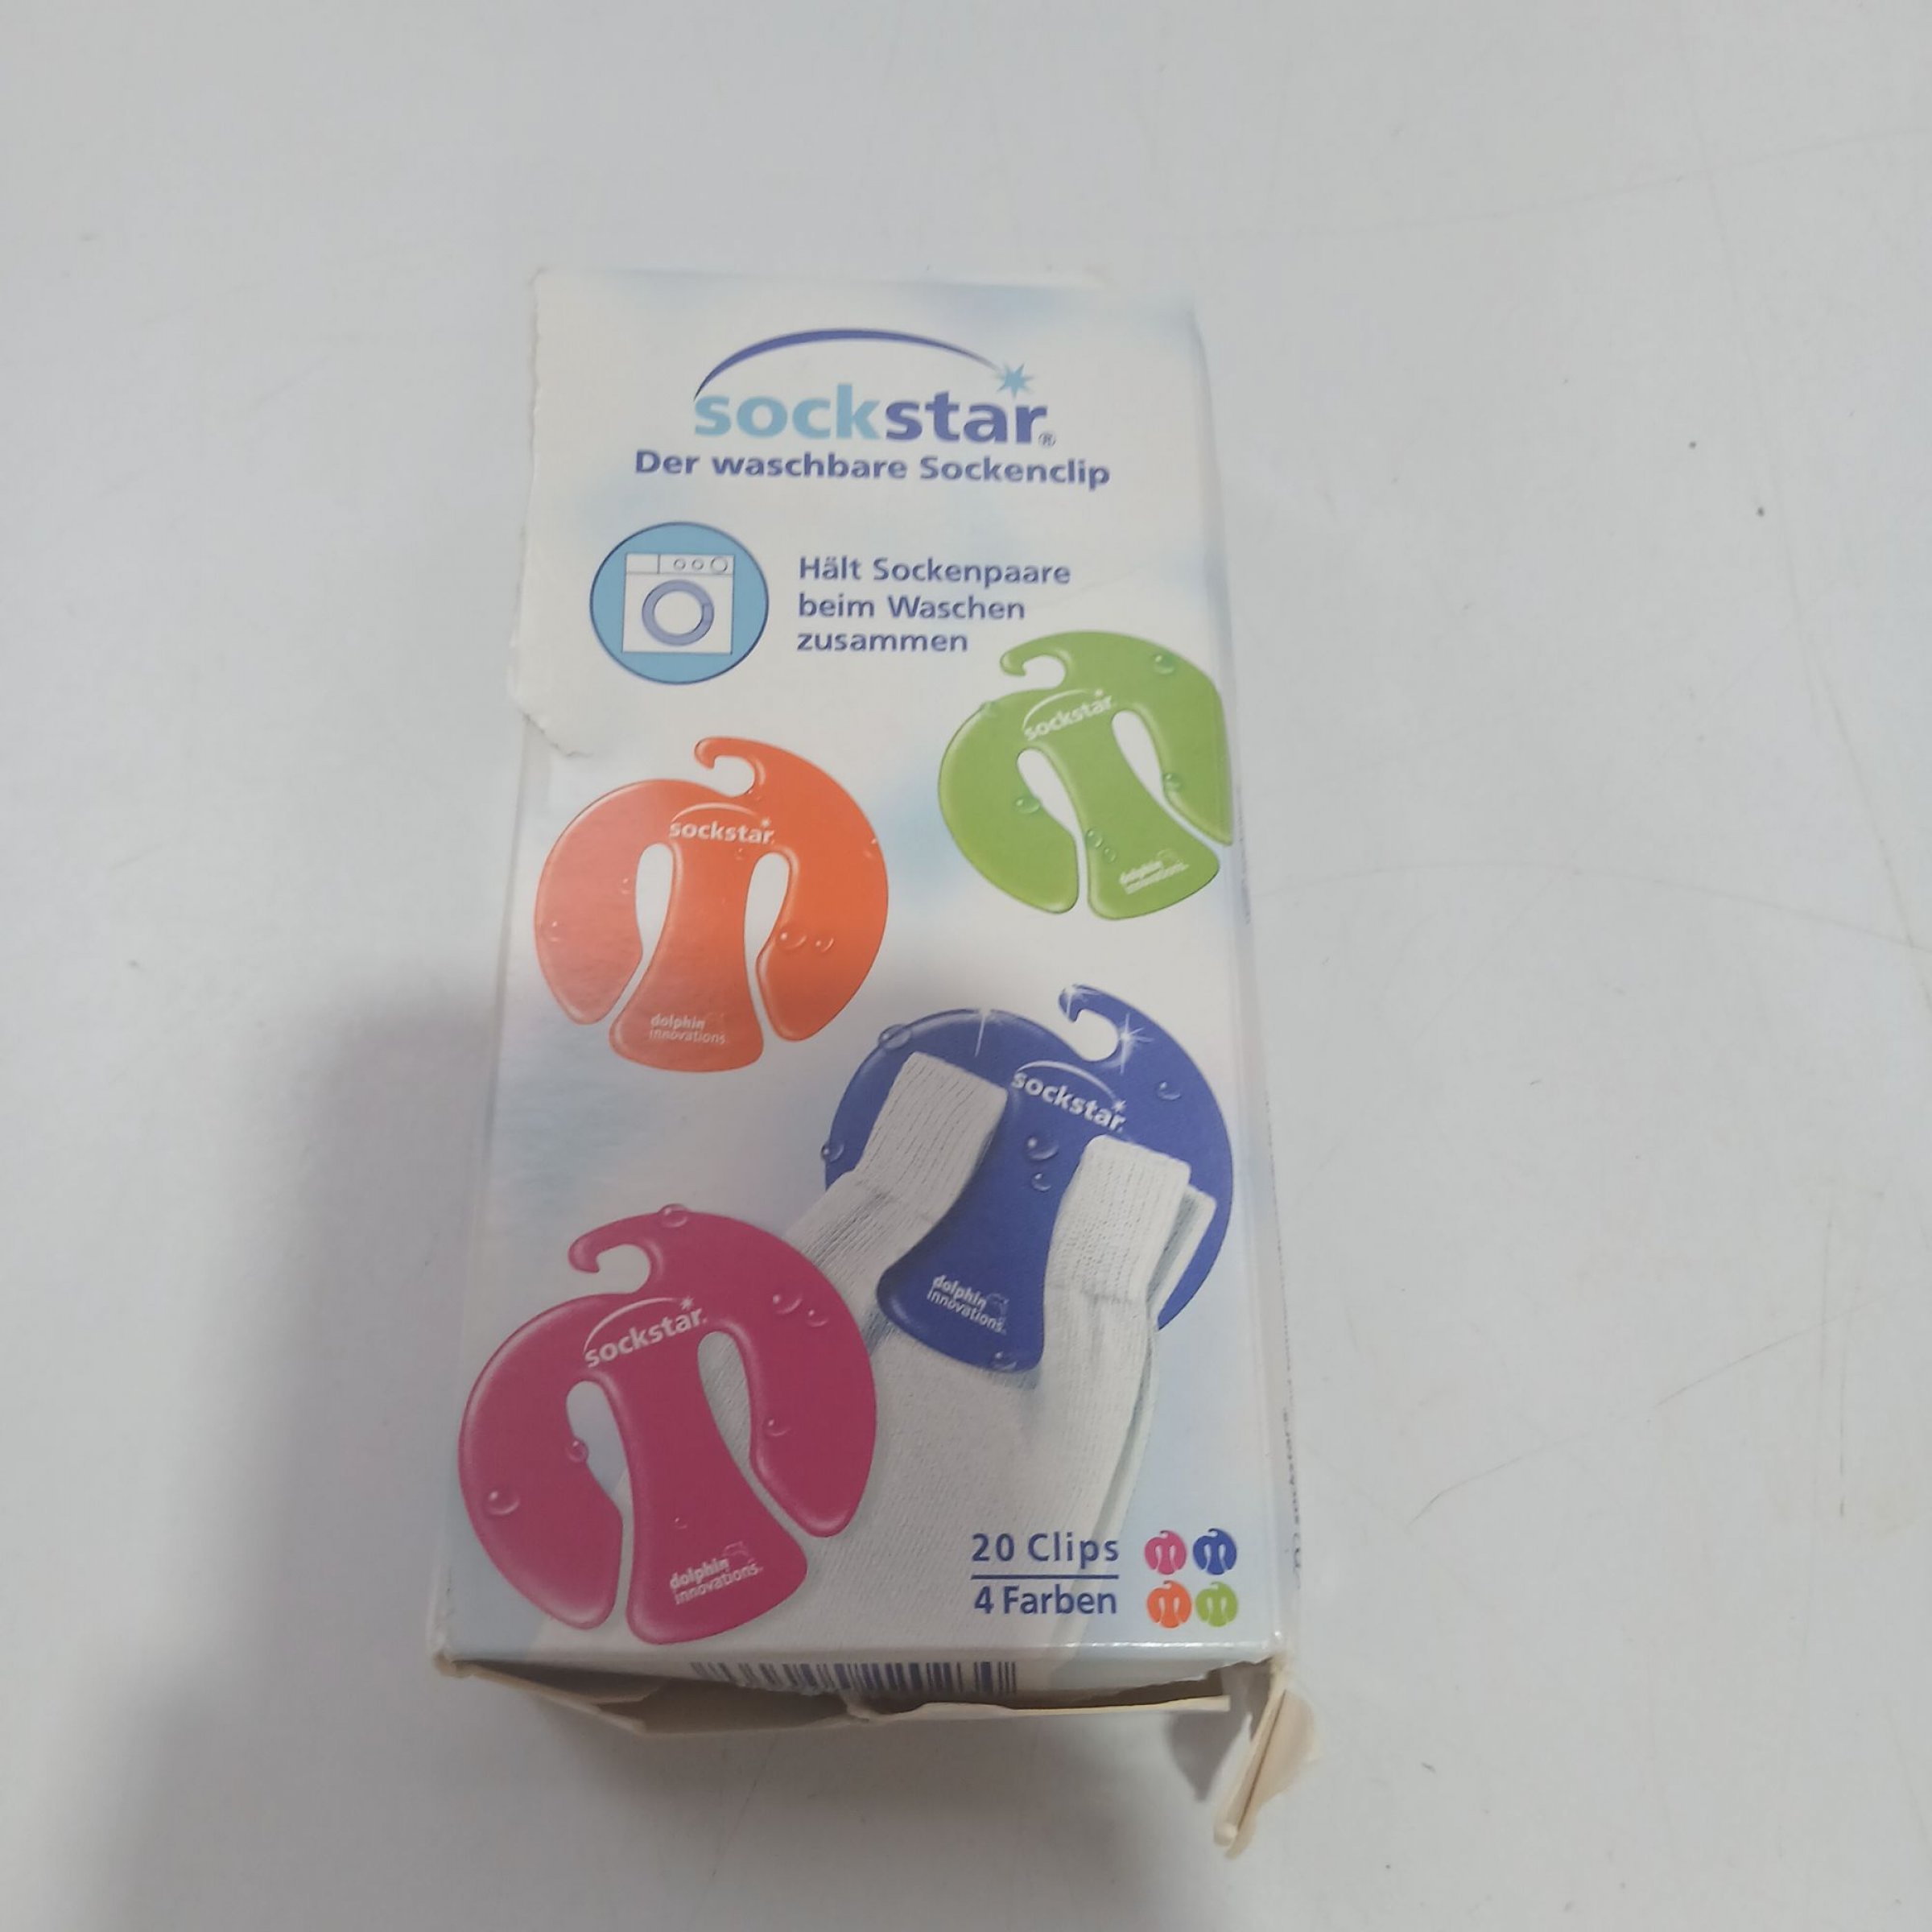 sockstar®
Der waschbare Sockenclip
Hält Sockenpaare
beim Waschen
zusammen
sockstar
dolphin
innovations
sockstar
dolphin
innovations
sockstar
dolphin
innovations
sockstar
dolphin
innovations
20 Clips
4 Farben